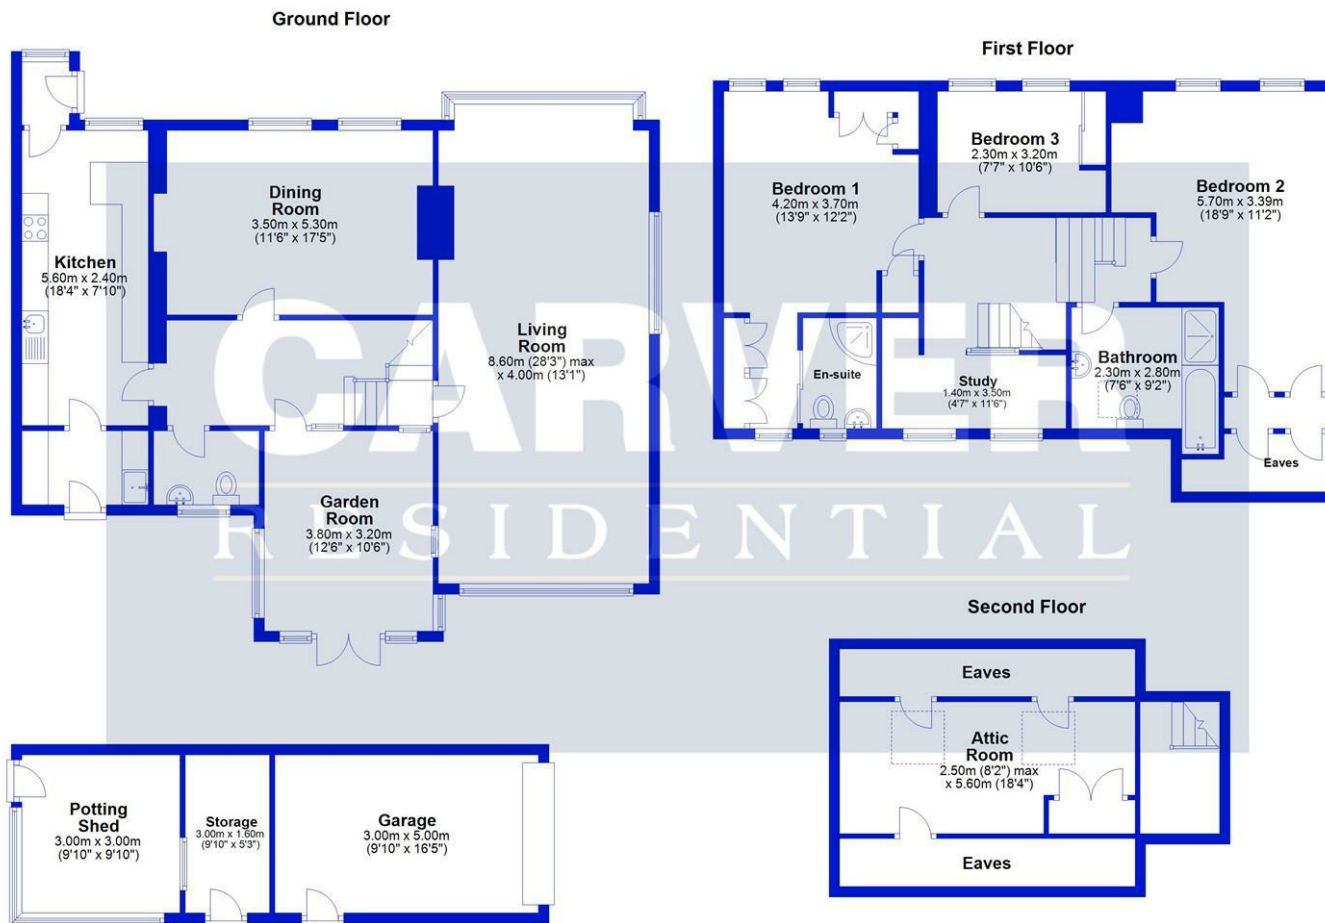 Ground Floor
First Floor
Dining
Room
3.50m x 5.30m
(11'6" x 17'5")
Kitchen
5.60m x 2.40m
(18'4" x 7'10")
Living
Room
8.60m (28'3") max
x 4.00m (13'1")
Garden
Room
3.80m x 3.20m
(12'6" x 10'6")
Bedroom 1
4.20m x 3.70m
(13'9" x 12'2")
Bedroom 3
2.30m x 3.20m
(7'7" x 10'6")
Bedroom 2
5.70m x 3.39m
(18'9" x 11'2")
En-suite
Study
1.40m x 3.50m
(4'7" x 11'6")
Bathroom
2.30m x 2.80m
(7'6" x 9'2")
Eaves
CARVER
RESIDENTIAL
Second Floor
Eaves
Attic
Room
2.50m (8'2") max
x 5.60m (18'4")
Eaves
Potting
Shed
3.00m x 3.00m
(9'10" x 9'10")
Storage
3.00m x 1.60m
(9'10" x 5'3")
Garage
3.00m x 5.00m
(9'10" x 16'5")